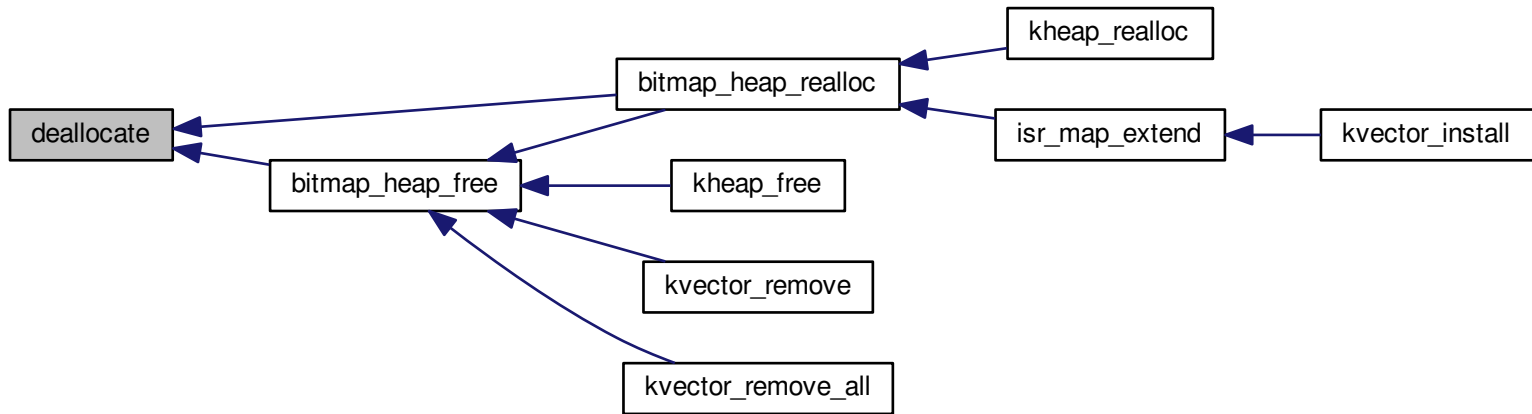 kheap_realloc
bitmap_heap_realloc
deallocate
isr_map_extend
kvector_install
bitmap_heap_free
kheap_free
kvector_remove
kvector_remove_all